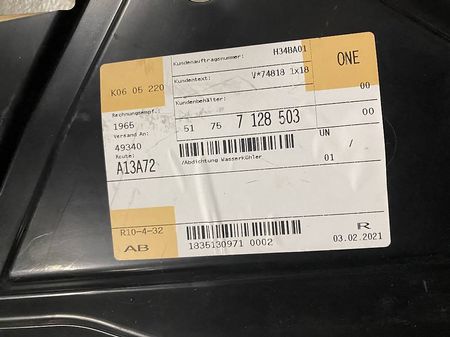 Kundenauftragsnummer: H34BA01
K06 05 220
Kundentext: V*74818 1x18
ONE
Kundenbehälter: 00
Rechnungsempf.:
1965
51 75 7 128 503 00
Versand An:
49340
UN /
Route:
A13A72
/Abdichtung Wasserkühler
01
R10-4-32
AB
1835130971 0002
R
03.02.2021